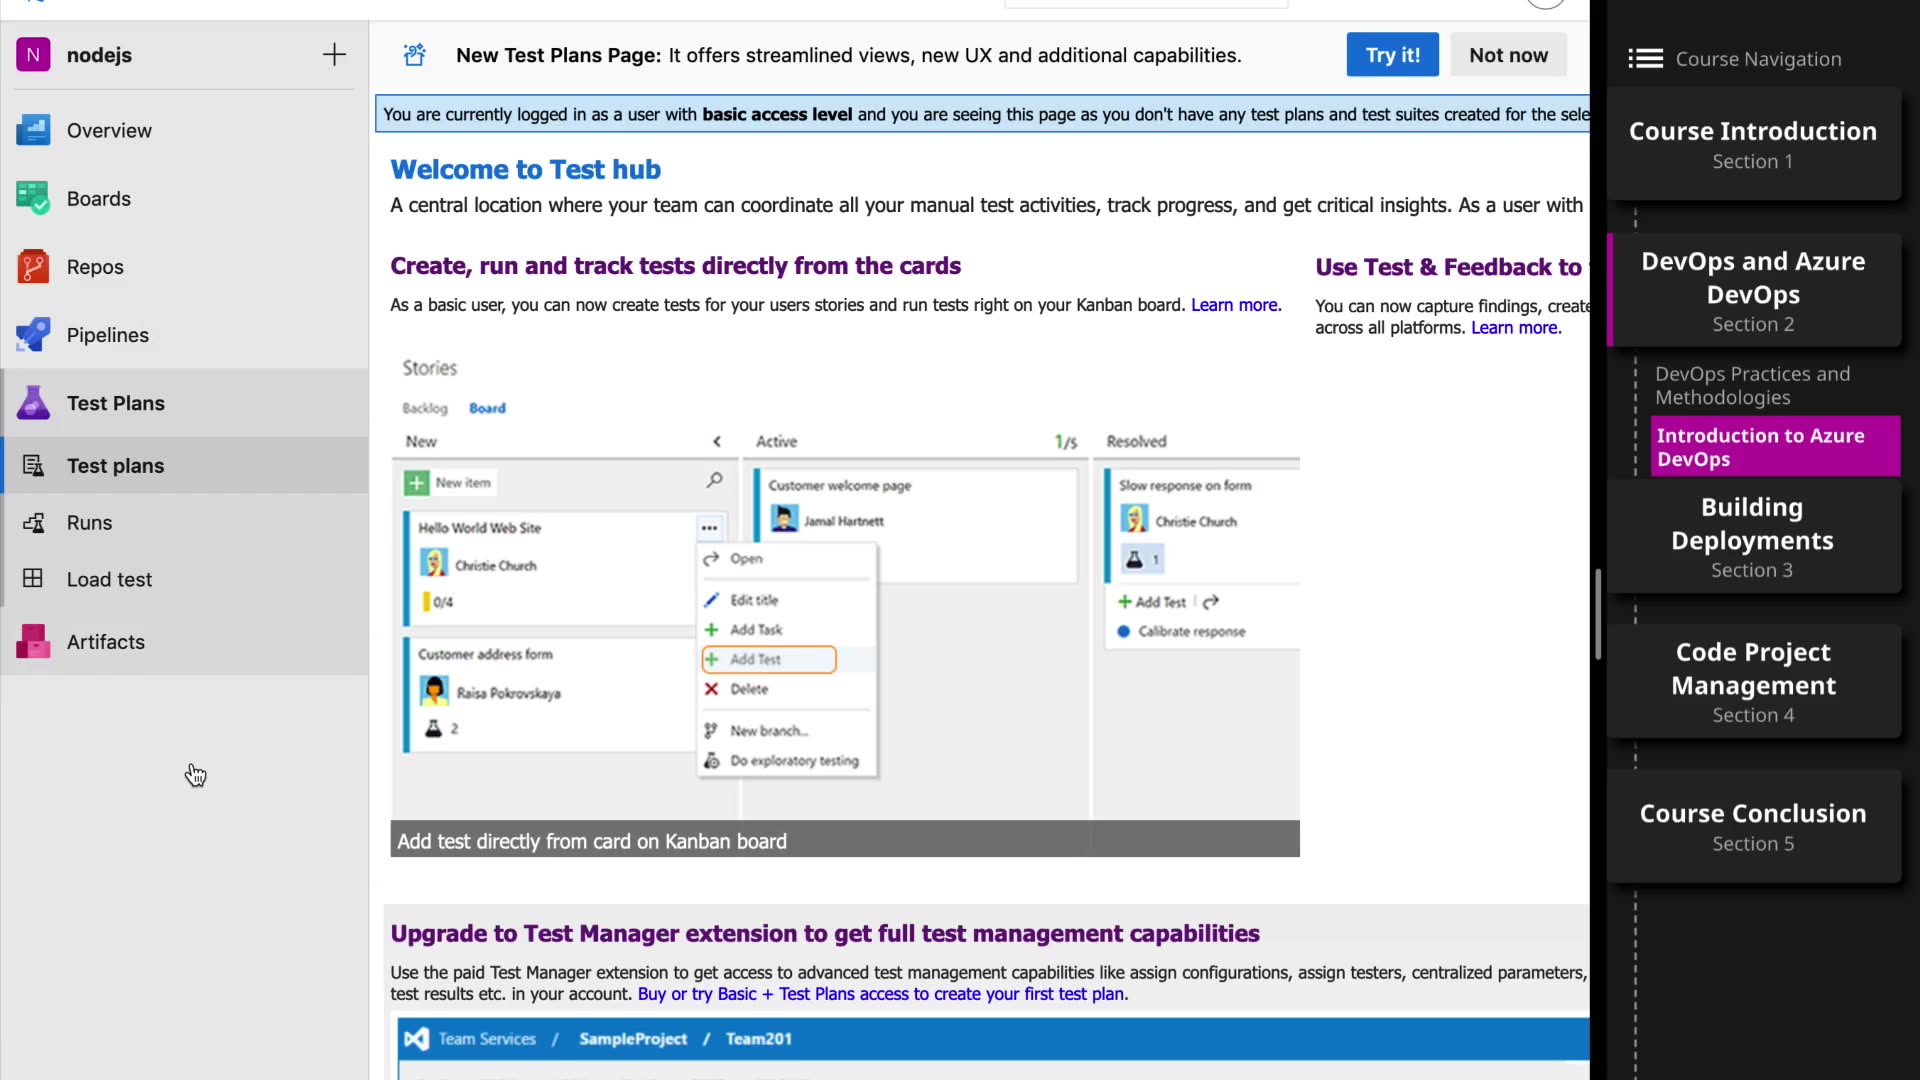 N nodejs
Overview
Boards
Repos
Pipelines
Test Plans
Test plans
Runs
Load test
Artifacts
New Test Plans Page: It offers streamlined views, new UX and additional capabilities.
Try it!
Not now
You are currently logged in as a user with basic access level and you are seeing this page as you don't have any test plans and test suites created for the sele
Welcome to Test hub
A central location where your team can coordinate all your manual test activities, track progress, and get critical insights. As a user with
Create, run and track tests directly from the cards
As a basic user, you can now create tests for your users stories and run tests right on your Kanban board. Learn more.
Use Test & Feedback to
You can now capture findings, create
across all platforms. Learn more.
Stories
Backlog Board
New
Active 1/5
Resolved
New item
Hello World Web Site
Christie Church
0/4
Customer address form
Raisa Pokrovskaya
2
Open
Edit title
Add Task
Add Test
Delete
New branch...
Do exploratory testing
Customer welcome page
Jamal Hartnett
Slow response on form
Christie Church
1
Add Test
Calibrate response
Add test directly from card on Kanban board
Upgrade to Test Manager extension to get full test management capabilities
Use the paid Test Manager extension to get access to advanced test management capabilities like assign configurations, assign testers, centralized parameters,
test results etc. in your account. Buy or try Basic + Test Plans access to create your first test plan.
Team Services / SampleProject / Team201
Course Navigation
Course Introduction
Section 1
DevOps and Azure
DevOps
Section 2
DevOps Practices and
Methodologies
Introduction to Azure
DevOps
Building
Deployments
Section 3
Code Project
Management
Section 4
Course Conclusion
Section 5